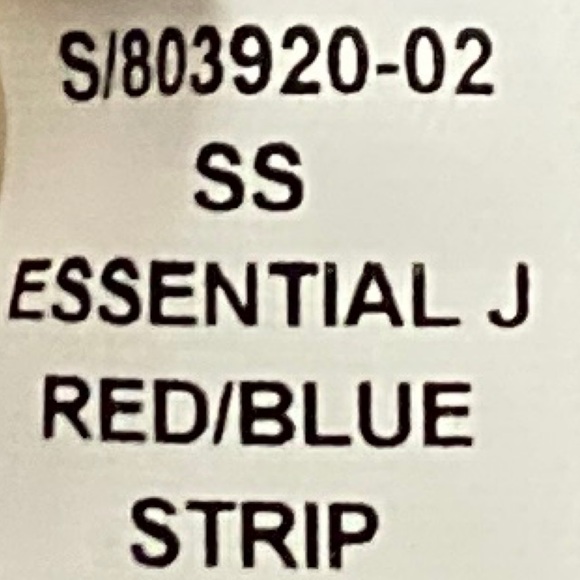 S/803920-02
SS
ESSENTIAL J
RED/BLUE
STRIP